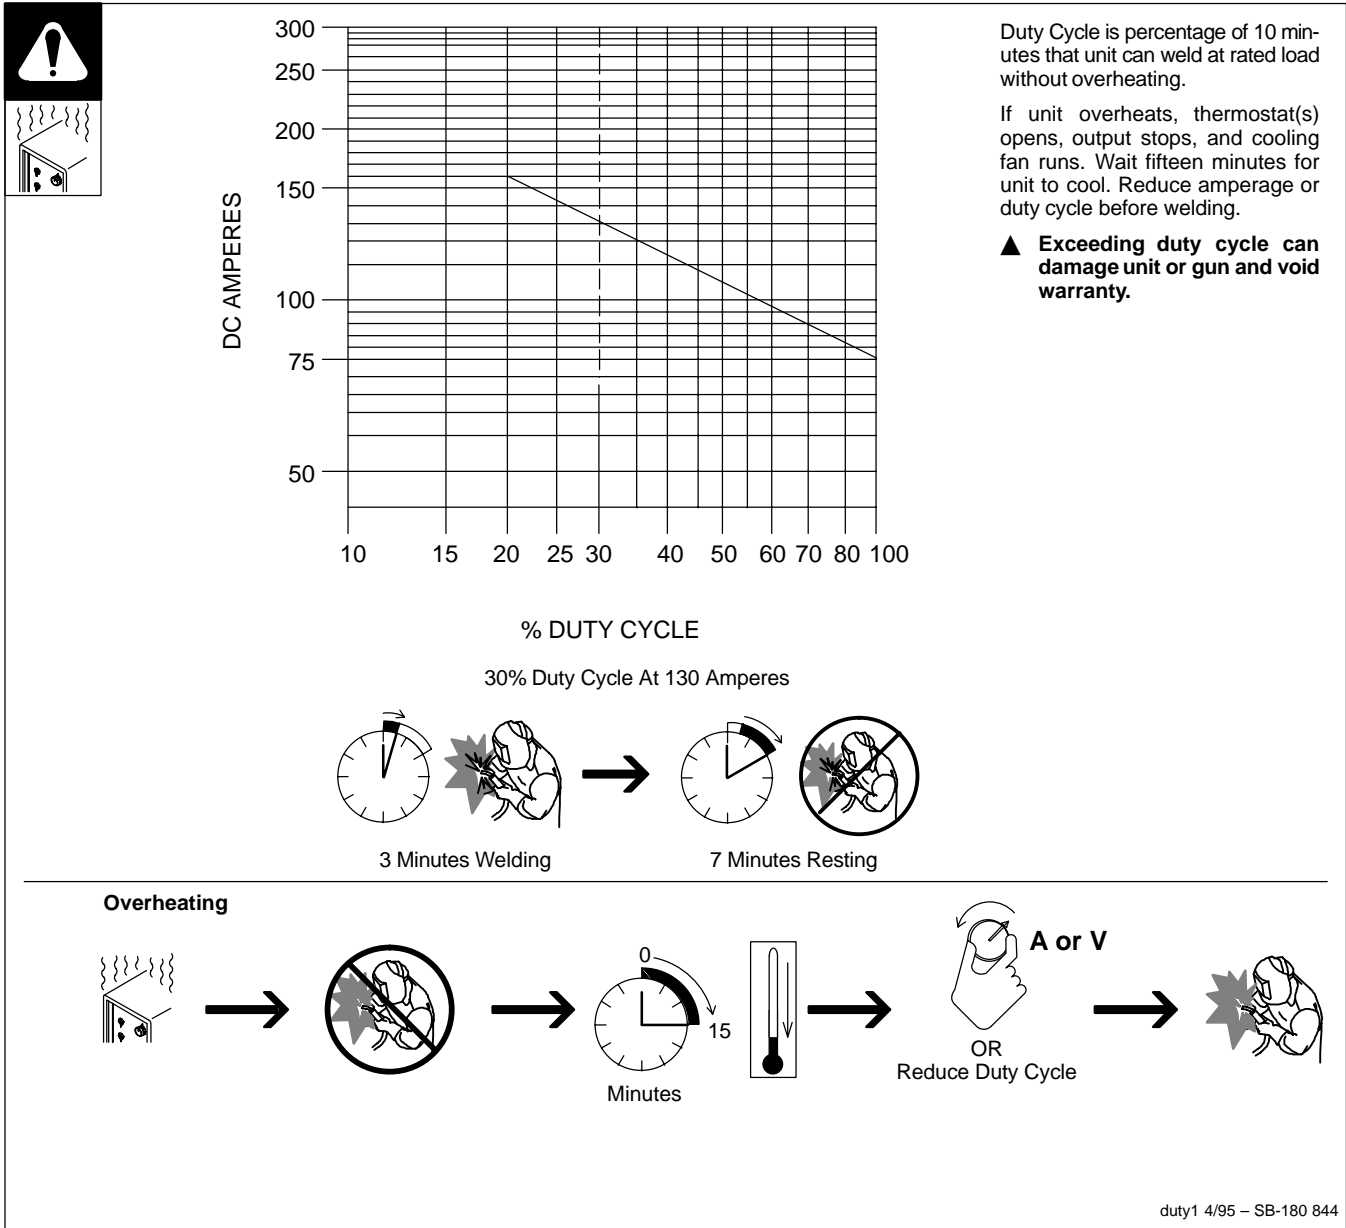 300
250
200
150
100
75
50
DC AMPERES
10 15 20 25 30 40 50 60 70 80 100
% DUTY CYCLE
Duty Cycle is percentage of 10 min-
utes that unit can weld at rated load
without overheating.
If unit overheats, thermostat(s)
opens, output stops, and cooling
fan runs. Wait fifteen minutes for
unit to cool. Reduce amperage or
duty cycle before welding.
Exceeding duty cycle can
damage unit or gun and void
warranty.
30% Duty Cycle At 130 Amperes
3 Minutes Welding
7 Minutes Resting
Overheating
0
15
Minutes
A or V
OR
Reduce Duty Cycle
duty1 4/95 – SB-180 844